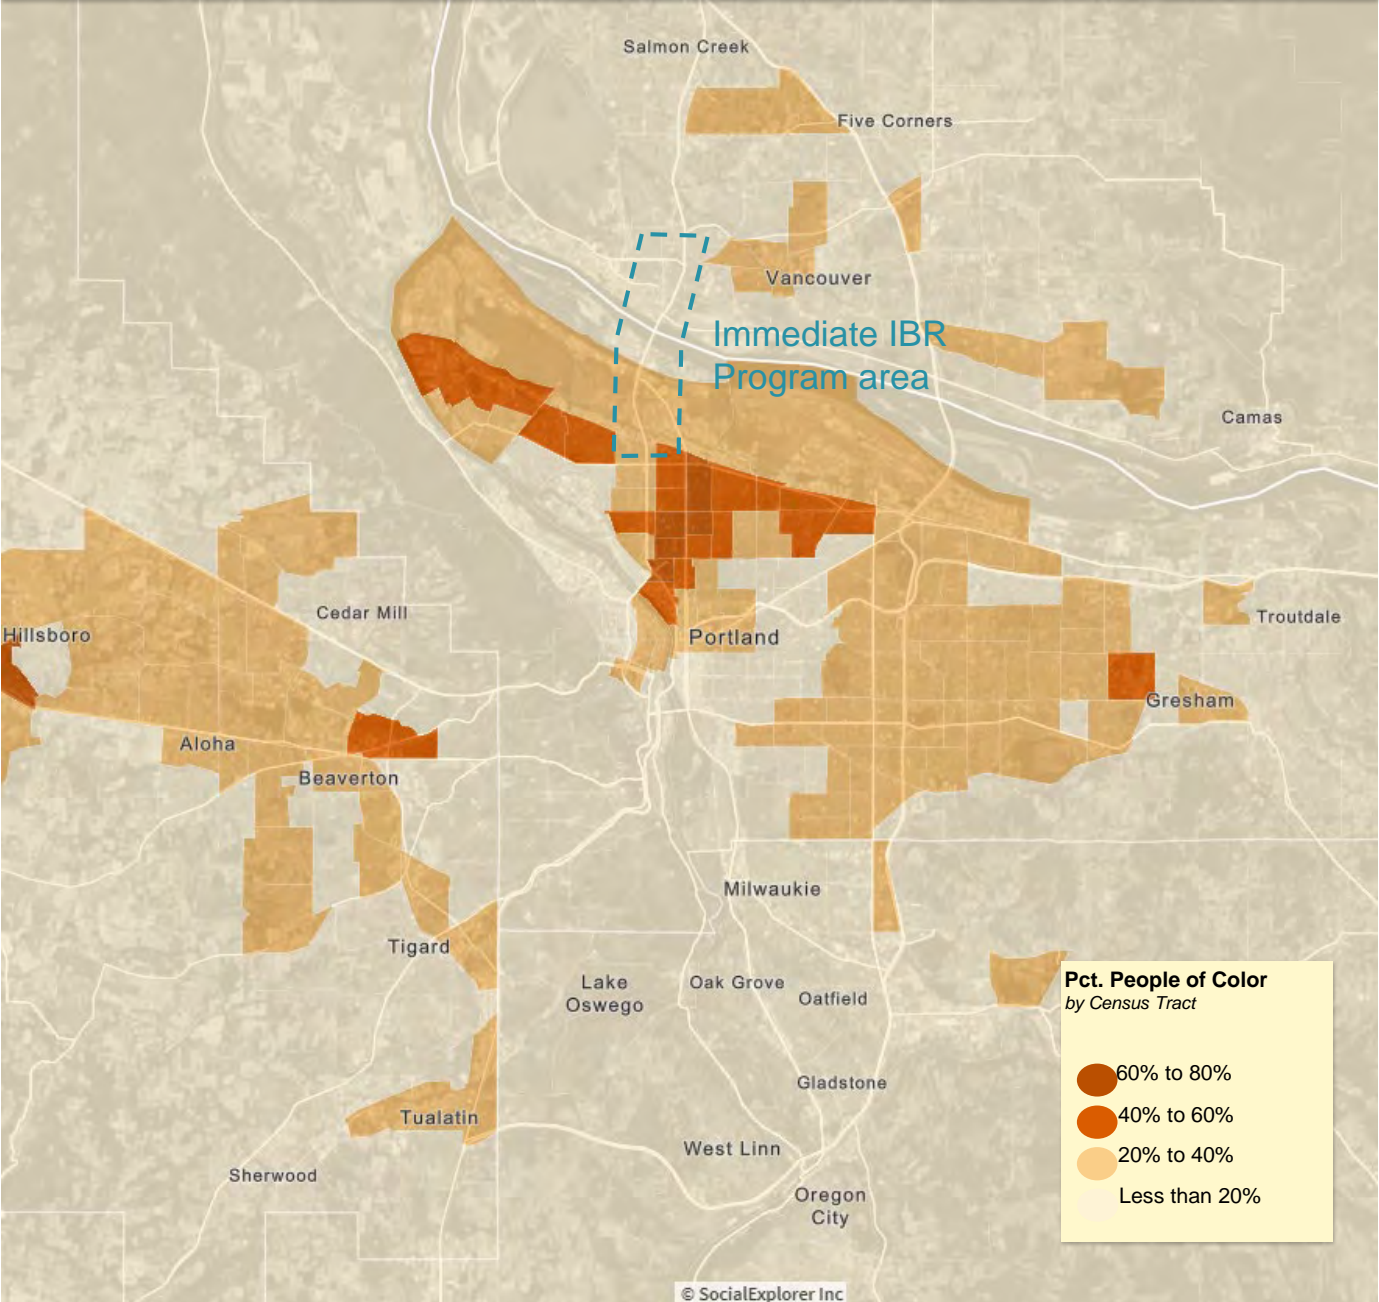 Salmon Creek
Five Corners
Vancouver
Immediate IBR
Program area
Camas
Cedar Mill
Hillsboro
Troutdale
Portland
Gresham
Aloha
Beaverton
Milwaukie
Tigard
Lake
Oswego
Oak Grove
Oatfield
Pct. People of Color
by Census Tract
60% to 80%
40% to 60%
20% to 40%
Less than 20%
Gladstone
Tualatin
West Linn
Sherwood
Oregon
City
© SocialExplorer Inc